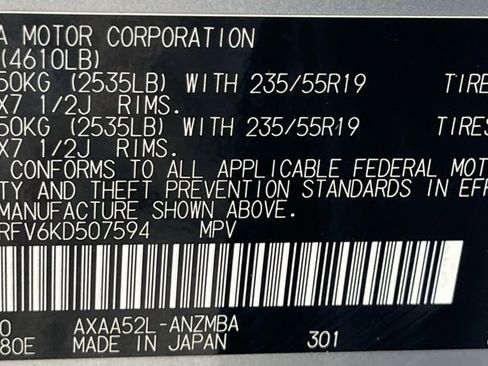 A MOTOR CORPORATION
(4610LB)
50KG (2535LB) WITH 235/55R19 TIRE
X7 1/2J RIMS.
50KG (2535LB) WITH 235/55R19 TIRES
X7 1/2J RIMS.
CONFORMS TO ALL APPLICABLE FEDERAL MOT
TY AND THEFT PREVENTION STANDARDS IN EFF
MANUFACTURE SHOWN ABOVE.
RFV6KD507594 MPV
0 AXAA52L-ANZMBA
80E MADE IN JAPAN 301